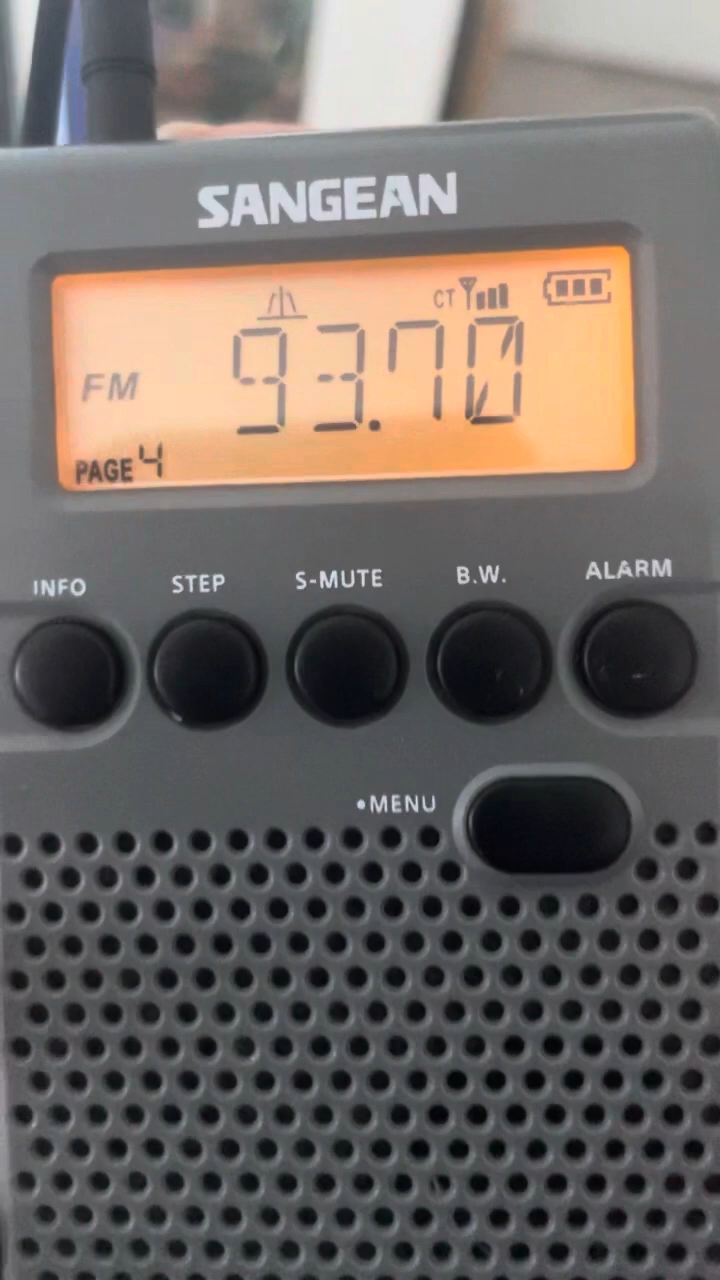 SANGEAN
CT
FM 93.70
PAGE 4
INFO STEP S-MUTE B.W. ALARM
•MENU